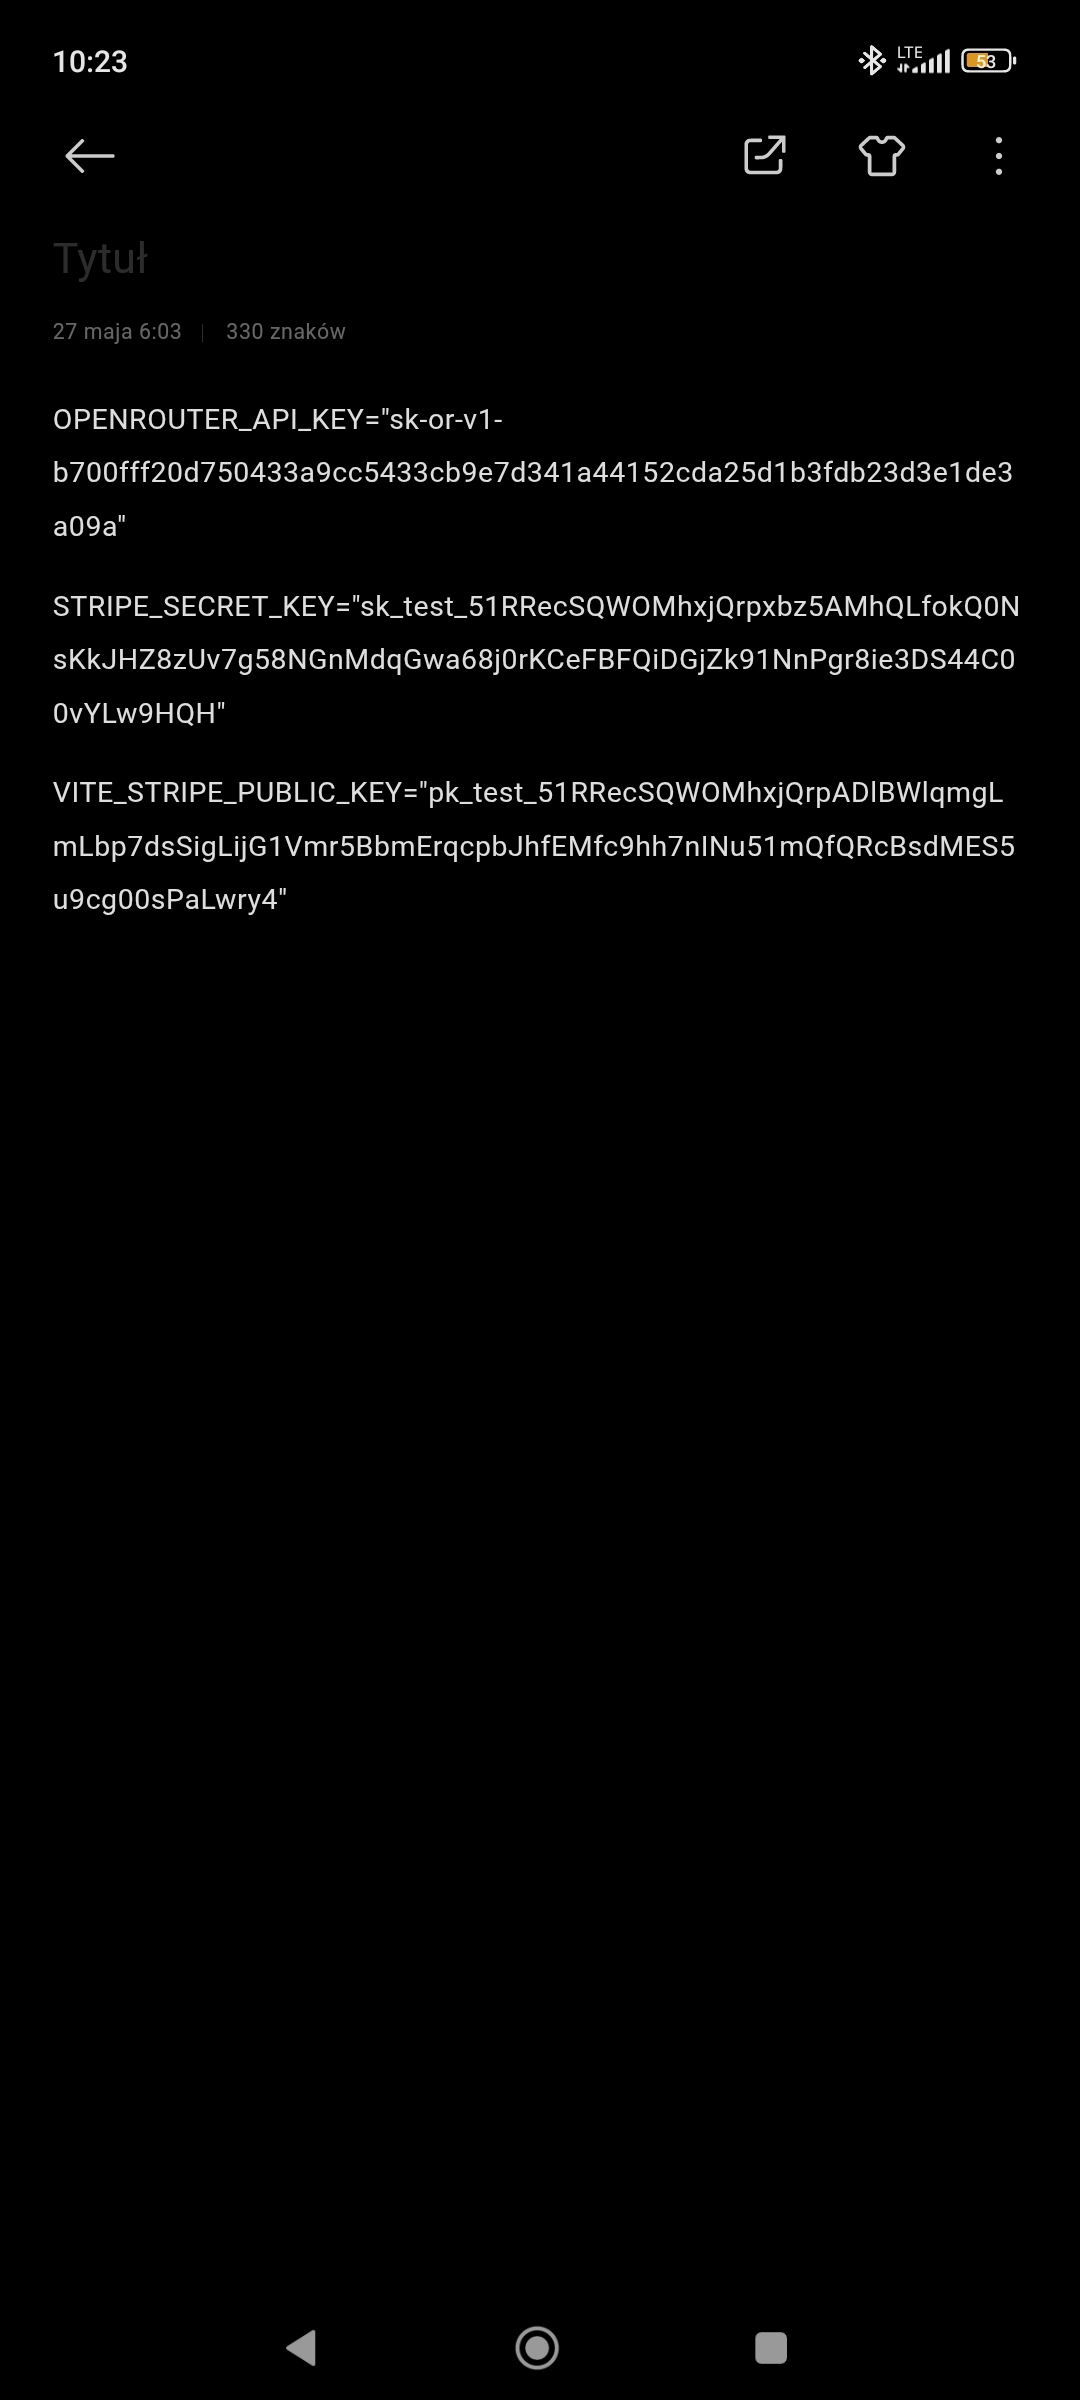 10:23
LTE
53
Tytuł
27 maja 6:03 | 330 znaków
OPENROUTER_API_KEY="sk-or-v1-
b700fff20d750433a9cc5433cb9e7d341a44152cda25d1b3fdb23d3e1de3
a09a"
STRIPE_SECRET_KEY="sk_test_51RRecSQWOMhxjQrpxbz5AMhQLfokQ0N
sKkJHZ8zUv7g58NGnMdqGwa68j0rKCeFBFQiDGjZk91NnPgr8ie3DS44C0
0vYLw9HQH"
VITE_STRIPE_PUBLIC_KEY="pk_test_51RRecSQWOMhxjQrpADlBWlqmgL
mLbp7dsSigLijG1Vmr5BbmErqcpbJhfEMfc9hh7nINu51mQfQRcBsdMES5
u9cg00sPaLwry4"